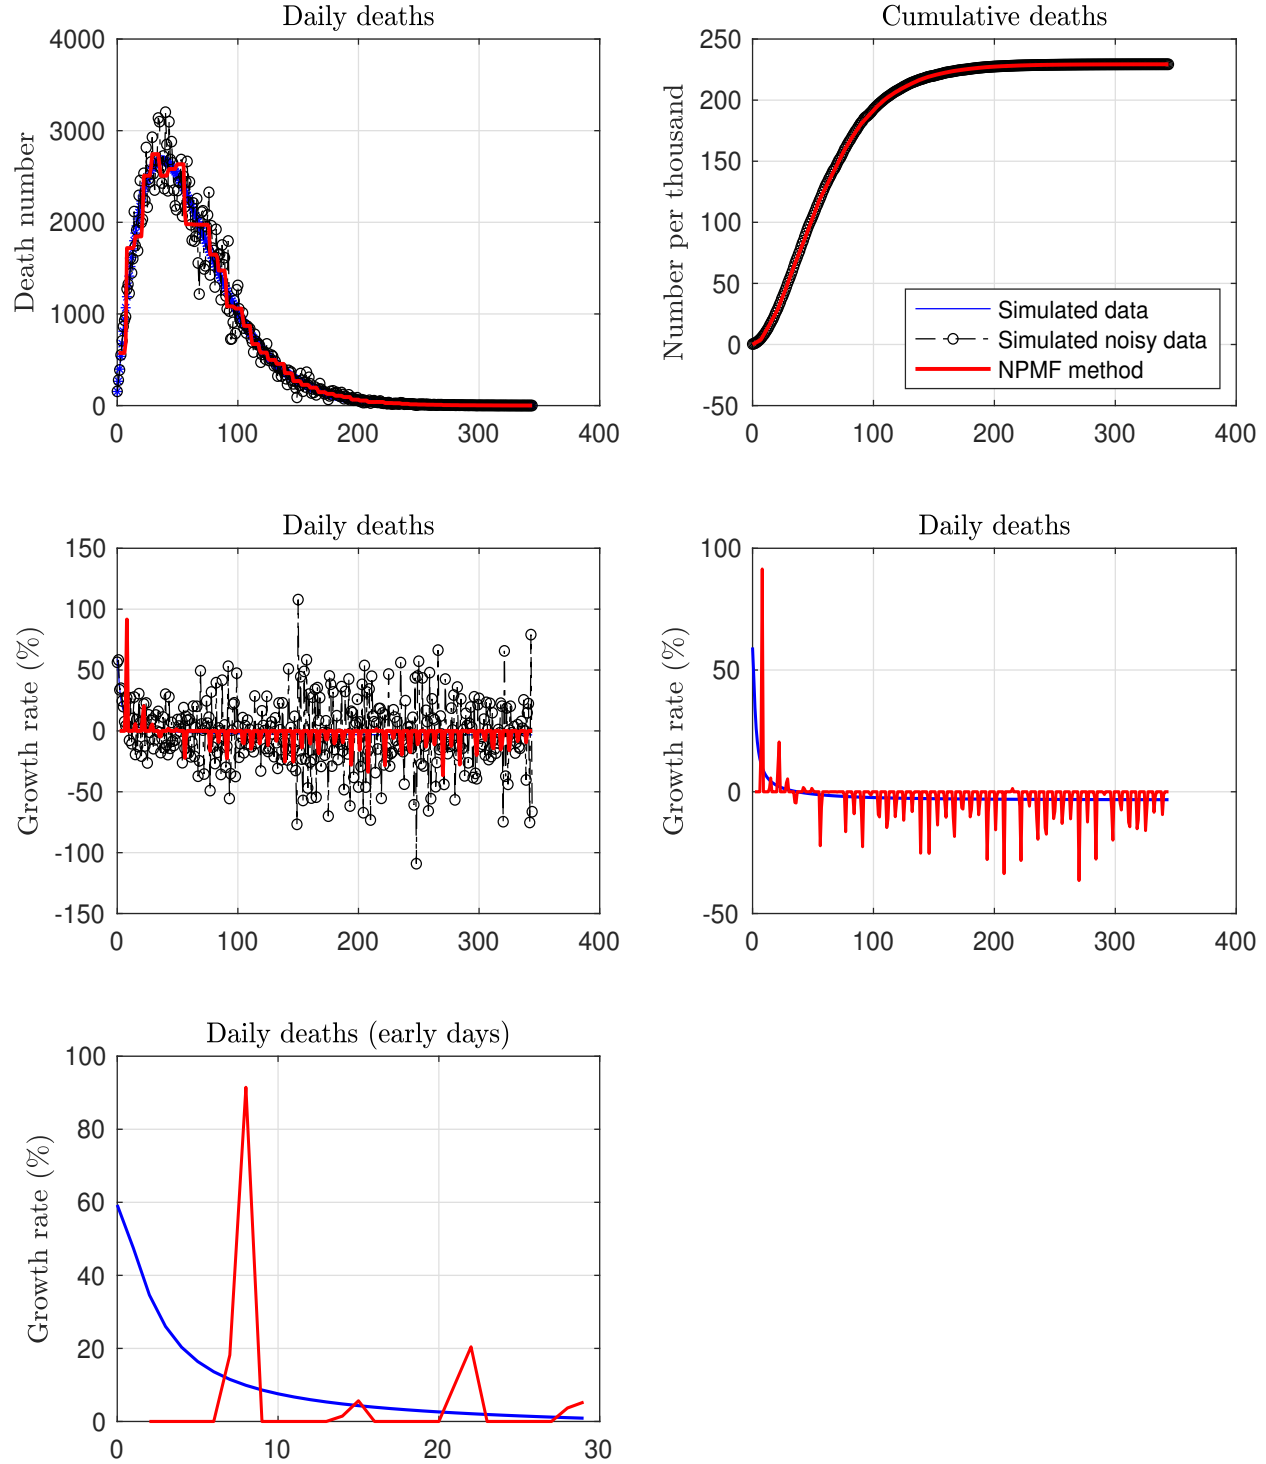 Daily deaths
Death number
4000
3000
2000
1000
0
0 100 200 300 400
Cumulative deaths
Number per thousand
250
200
150
100
50
0
-50
0 100 200 300 400
Simulated data
Simulated noisy data
NPMF method
Daily deaths
Growth rate (%)
150
100
50
0
-50
-100
-150
0 100 200 300 400
Daily deaths
Growth rate (%)
100
50
0
-50
0 100 200 300 400
Daily deaths (early days)
Growth rate (%)
100
80
60
40
20
0
0 10 20 30